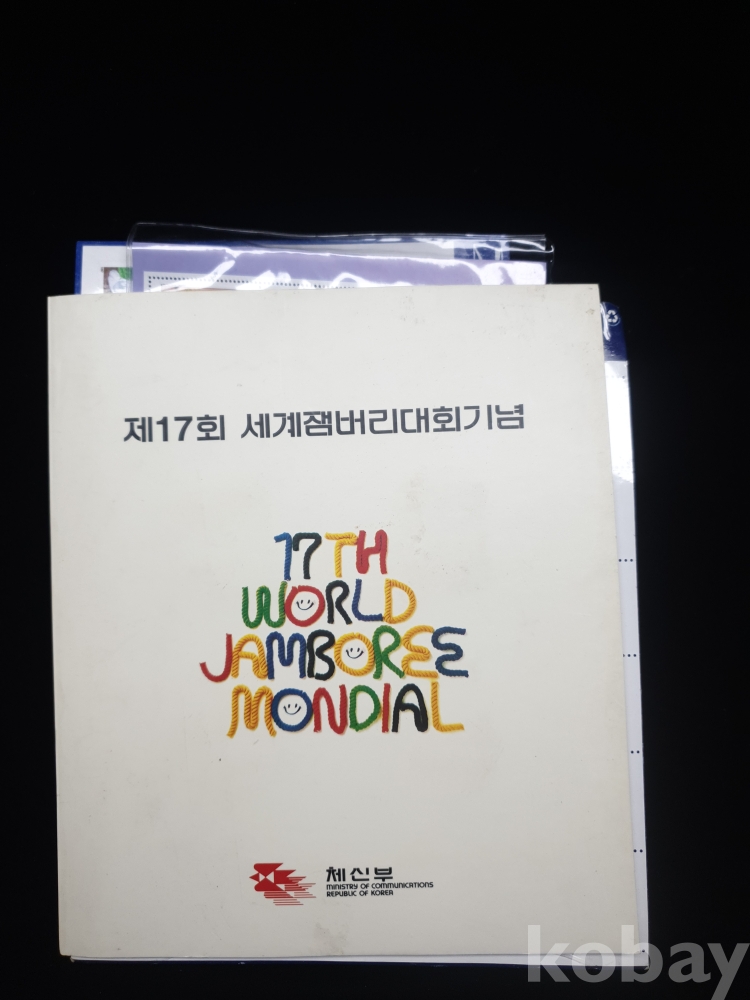 제17회 세계잼버리대회기념
17TH
WORLD
JAMBOREE
MONDIAL
체신부
MINISTRY OF COMMUNICATIONS
REPUBLIC OF KOREA
kobay